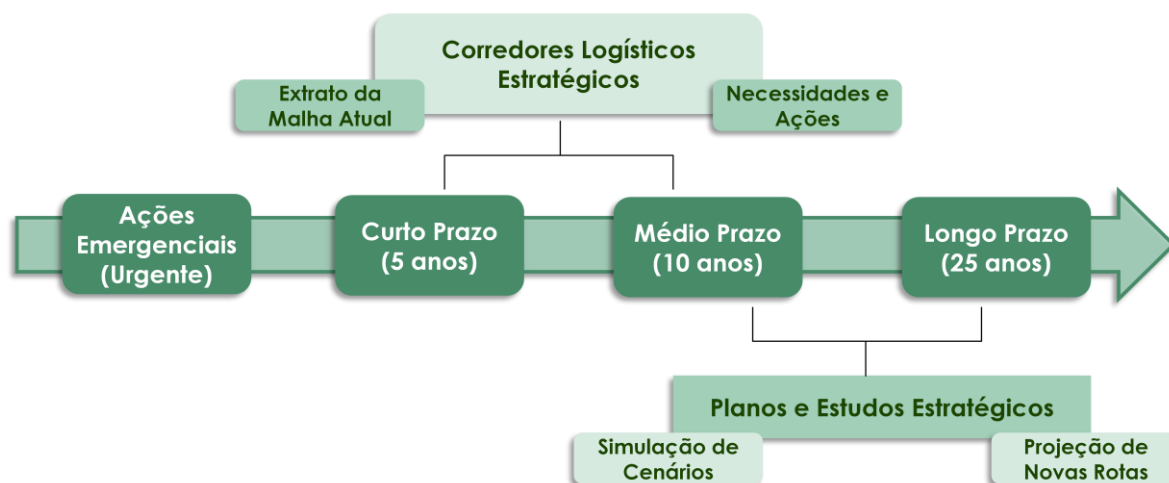 Corredores Logísticos
Estratégicos
Extrato da
Malha Atual
Necessidades e
Ações
Ações
Emergenciais
(Urgente)
Curto Prazo
(5 anos)
Médio Prazo
(10 anos)
Longo Prazo
(25 anos)
Planos e Estudos Estratégicos
Simulação de
Cenários
Projeção de
Novas Rotas